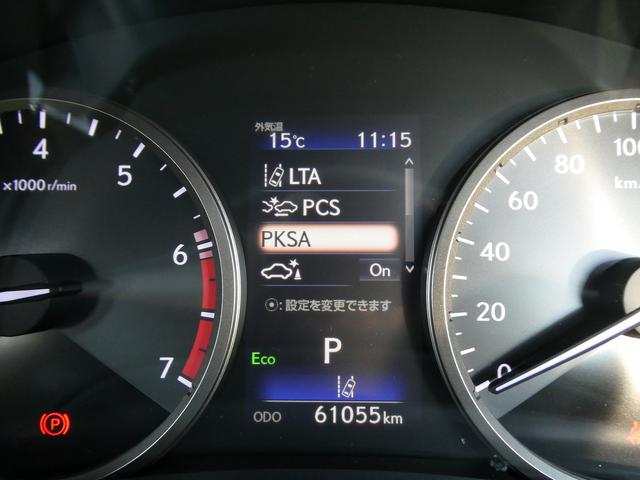 外気温
15℃ 11:15
LTA
PCS
PKSA
On
⦿: 設定を変更できます
P
Eco
ODO 61055km
4
5
6
7
×1000 r/min
100
80
60
40
20
0
km/
P